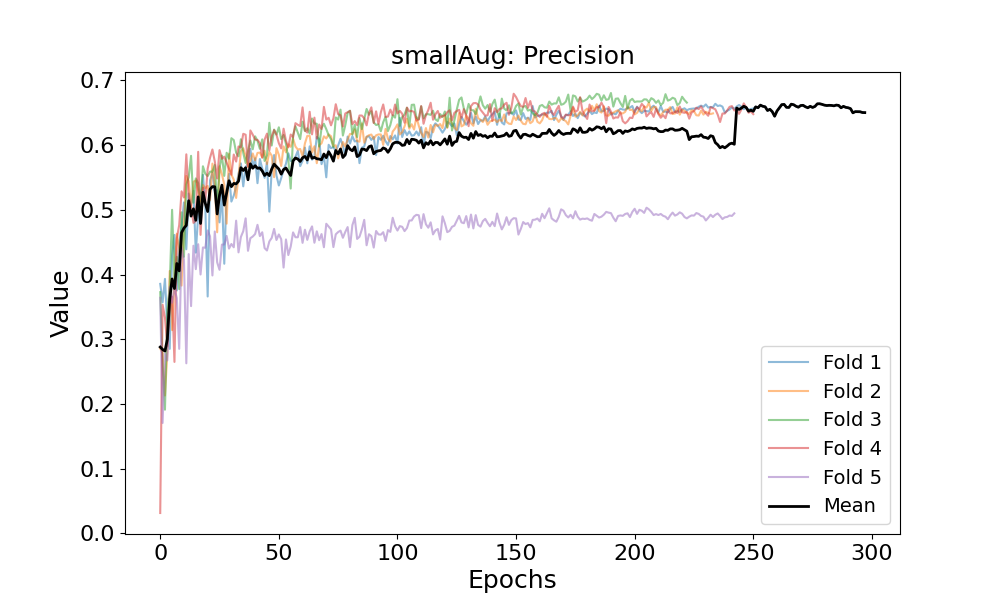 smallAug: Precision
Value
0.7
0.6
0.5
0.4
0.3
0.2
0.1
0.0
0 50 100 150 200 250 300
Epochs
Fold 1
Fold 2
Fold 3
Fold 4
Fold 5
Mean